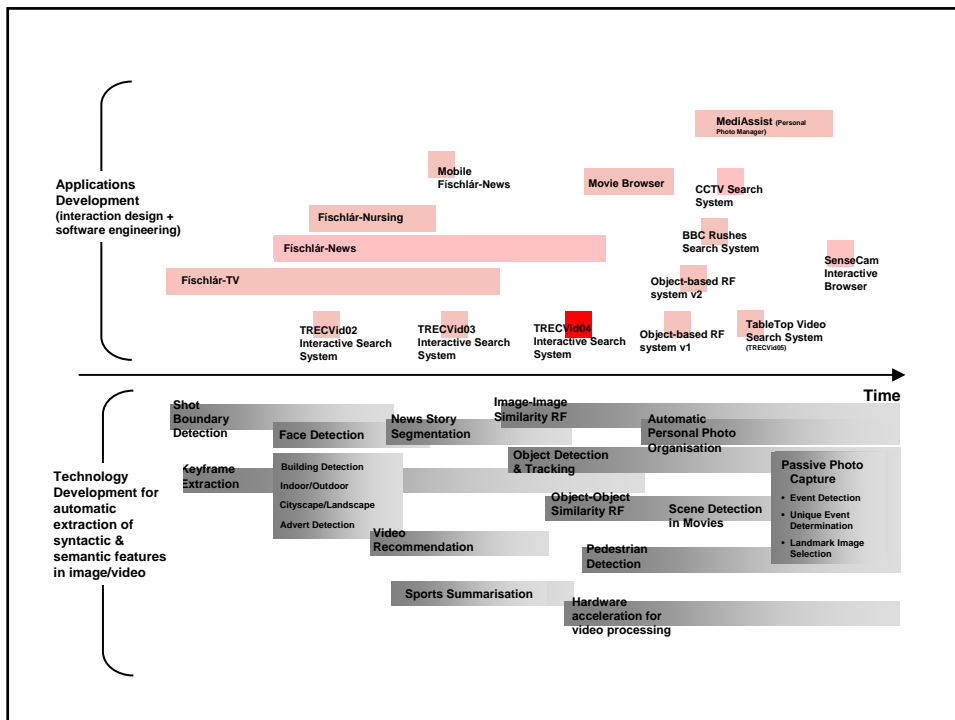 Applications
Development
(interaction design +
software engineering)
MediAssist (Personal
Photo Manager)
Mobile
Físchlár-News
Movie Browser
CCTV Search
System
Físchlár-Nursing
BBC Rushes
Search System
Físchlár-News
SenseCam
Interactive
Browser
Físchlár-TV
Object-based RF
system v2
TRECVid02
Interactive Search
System
TRECVid03
Interactive Search
System
TRECVid04
Interactive Search
System
Object-based RF
system v1
TableTop Video
Search System
(TRECVid05)
Time
Technology
Development for
automatic
extraction of
syntactic &
semantic features
in image/video
Shot
Boundary
Detection
Face Detection
News Story
Segmentation
Image-Image
Similarity RF
Automatic
Personal Photo
Organisation
Keyframe
Extraction
Building Detection
Indoor/Outdoor
Cityscape/Landscape
Advert Detection
Object Detection
& Tracking
Passive Photo
Capture
• Event Detection
• Unique Event
Determination
• Landmark Image
Selection
Object-Object
Similarity RF
Scene Detection
in Movies
Video
Recommendation
Pedestrian
Detection
Sports Summarisation
Hardware
acceleration for
video processing